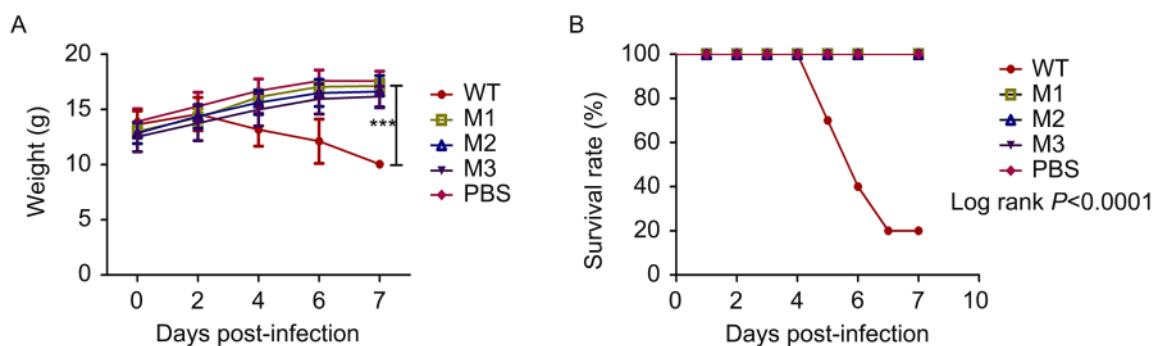 A
20
15
10
5
0
Weight (g)
0 2 4 6 7
Days post-infection
***
WT
M1
M2
M3
PBS
B
100
80
60
40
20
0
Survival rate (%)
0 2 4 6 7 10
Days post-infection
WT
M1
M2
M3
PBS
Log rank P<0.0001